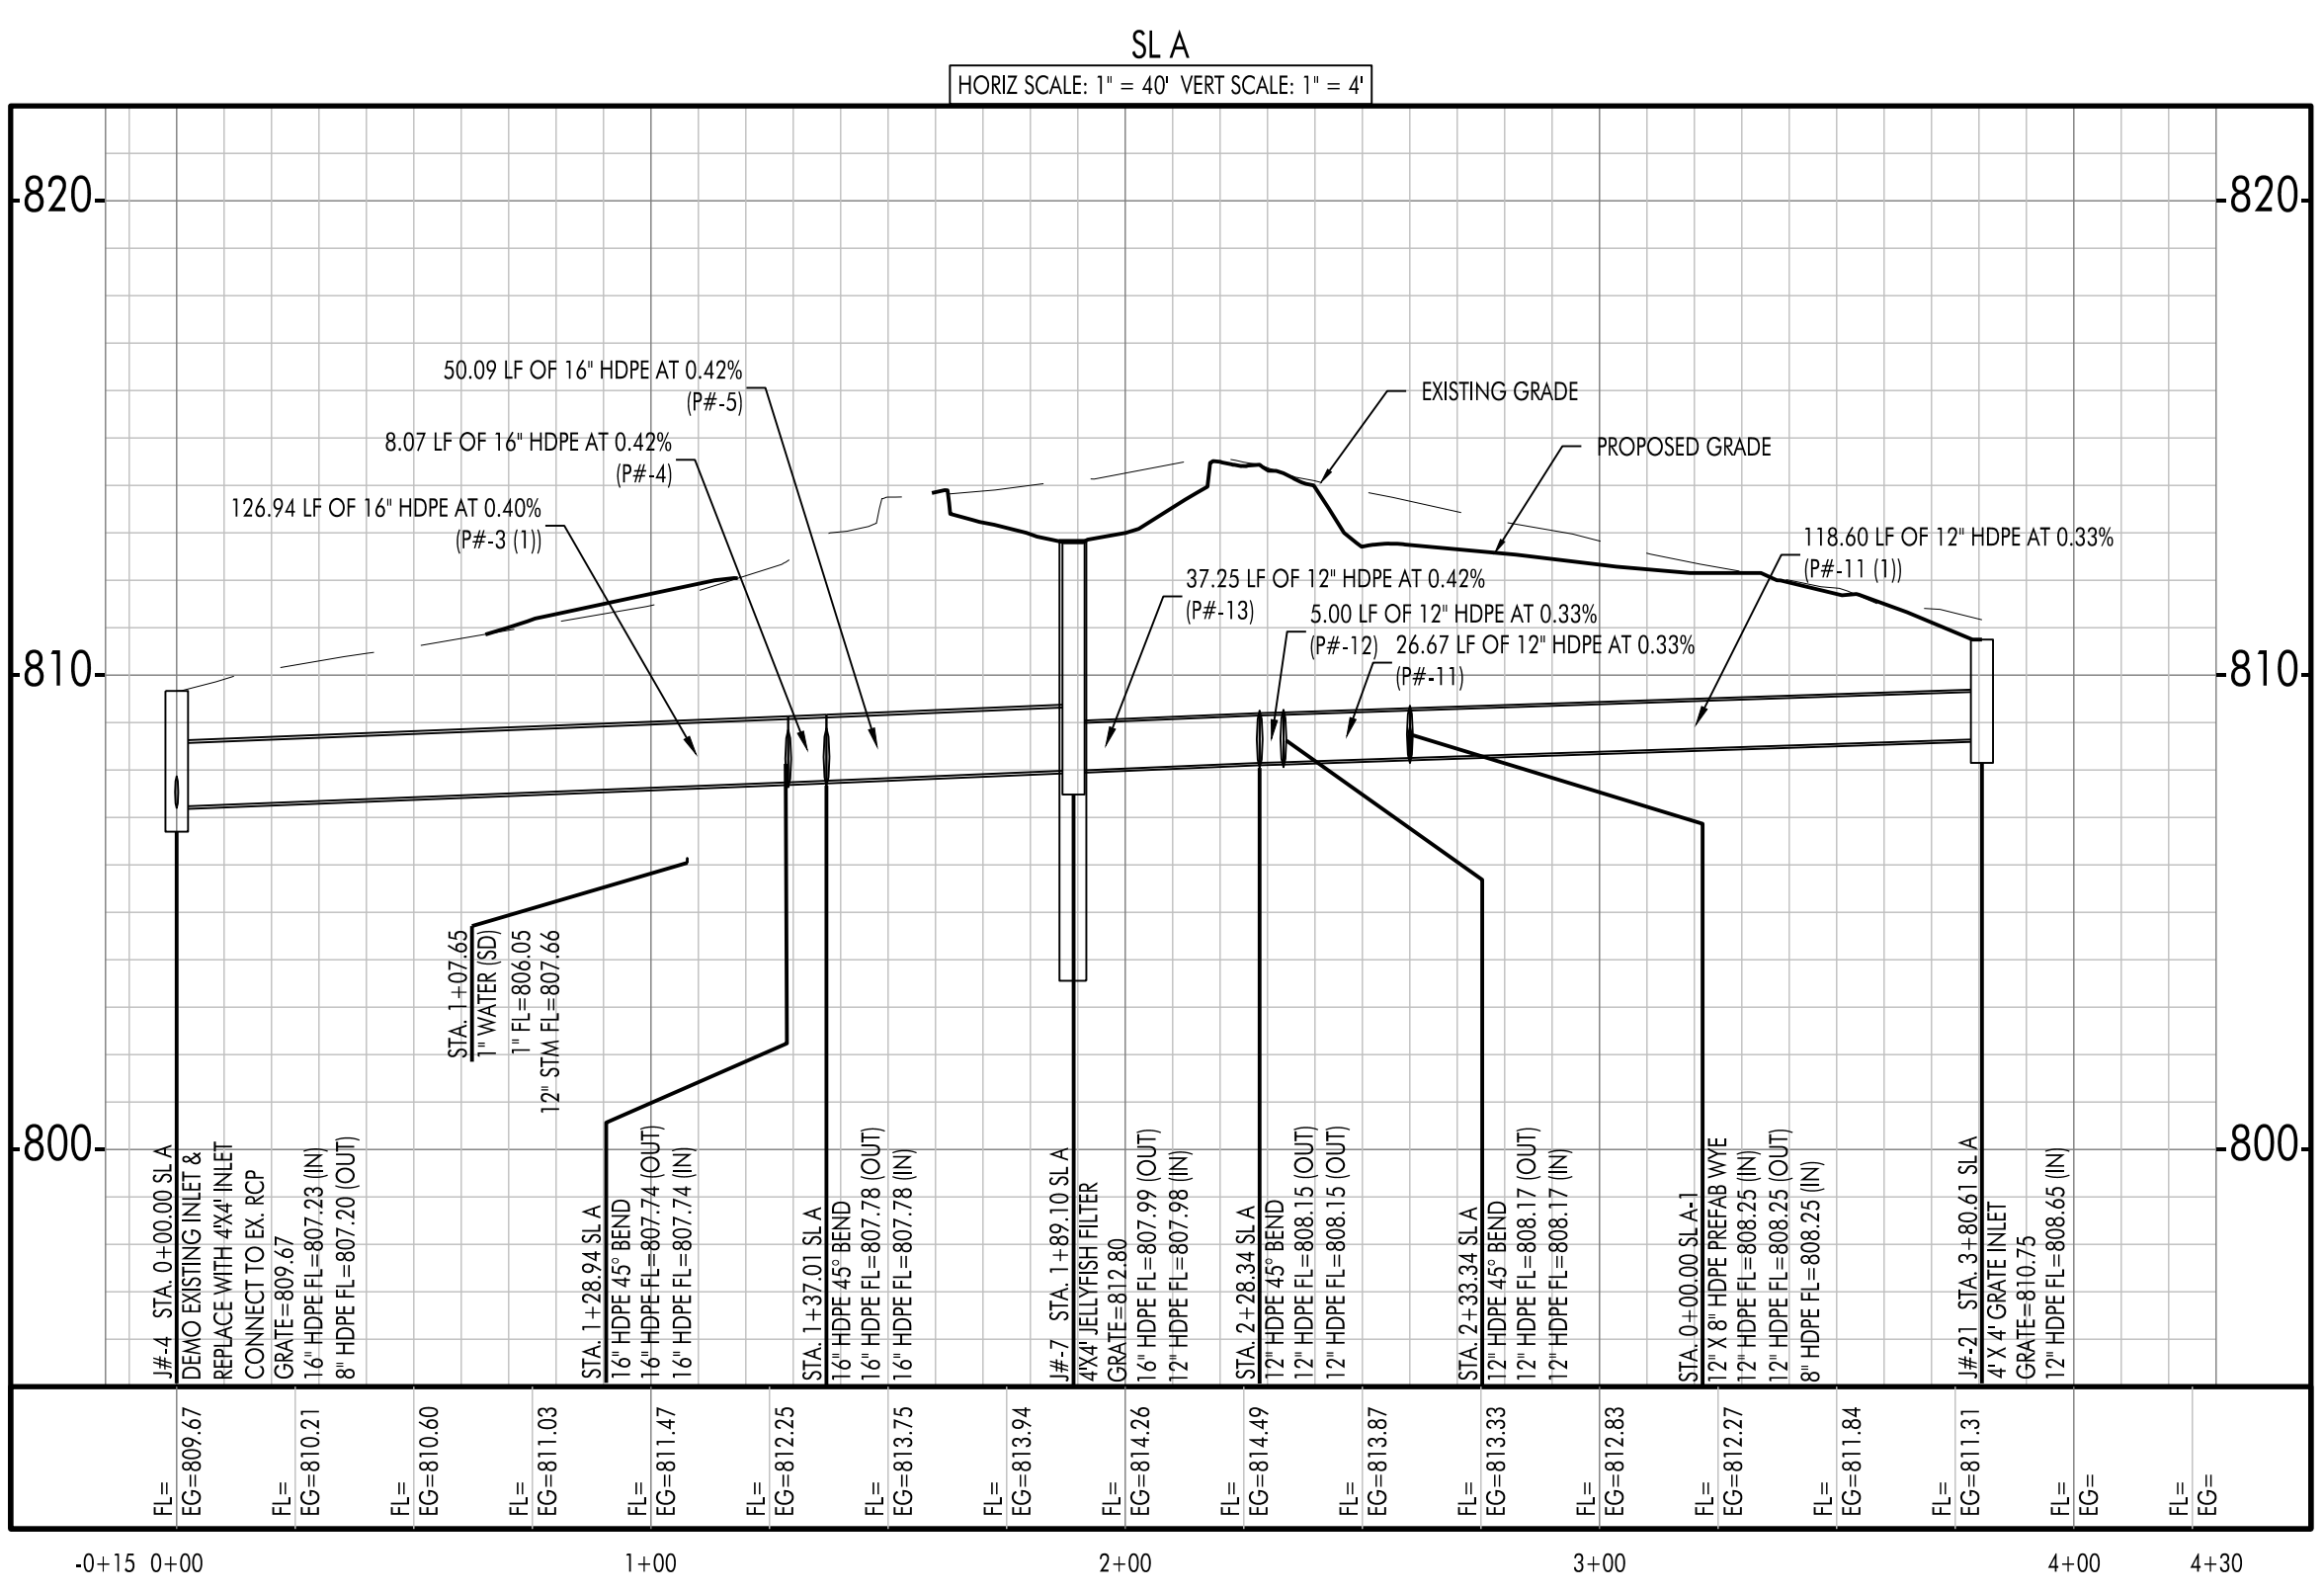 SL A
HORIZ SCALE: 1" = 40' VERT SCALE: 1" = 4'
820
820
50.09 LF OF 16" HDPE AT 0.42%
(P#-5)
EXISTING GRADE
8.07 LF OF 16" HDPE AT 0.42%
(P#-4)
PROPOSED GRADE
126.94 LF OF 16" HDPE AT 0.40%
(P#-3 (1))
118.60 LF OF 12" HDPE AT 0.33%
(P#-11 (1))
37.25 LF OF 12" HDPE AT 0.42%
(P#-13)
5.00 LF OF 12" HDPE AT 0.33%
(P#-12)
26.67 LF OF 12" HDPE AT 0.33%
(P#-11)
810
810
STA. 1+07.65
1" WATER (SD)
1" FL=806.05
12" STM FL=807.66
800
800
J#-4 STA. 0+00.00 SL A
DEMO EXISTING INLET &
REPLACE WITH 4'X4' INLET
CONNECT TO EX. RCP
GRATE=809.67
16" HDPE FL=807.23 (IN)
8" HDPE FL=807.20 (OUT)
STA. 1+28.94 SL A
16" HDPE 45° BEND
16" HDPE FL=807.74 (OUT)
16" HDPE FL=807.74 (IN)
STA. 1+37.01 SL A
16" HDPE 45° BEND
16" HDPE FL=807.78 (OUT)
16" HDPE FL=807.78 (IN)
J#-7 STA. 1+89.10 SL A
4'X4' JELLYFISH FILTER
GRATE=812.80
16" HDPE FL=807.99 (OUT)
12" HDPE FL=807.98 (IN)
STA. 2+28.34 SL A
12" HDPE 45° BEND
12" HDPE FL=808.15 (OUT)
12" HDPE FL=808.15 (OUT)
STA. 2+33.34 SL A
12" HDPE 45° BEND
12" HDPE FL=808.17 (OUT)
12" HDPE FL=808.17 (IN)
STA. 0+00.00 SL A-1
12" X 8" HDPE PREFAB WYE
12" HDPE FL=808.25 (IN)
12" HDPE FL=808.25 (OUT)
8" HDPE FL=808.25 (IN)
J#-21 STA. 3+80.61 SL A
4' X 4' GRATE INLET
GRATE=810.75
12" HDPE FL=808.65 (IN)
FL=
EG=809.67
FL=
EG=810.21
FL=
EG=810.60
FL=
EG=811.03
FL=
EG=811.47
FL=
EG=812.25
FL=
EG=813.75
FL=
EG=813.94
FL=
EG=814.26
FL=
EG=814.49
FL=
EG=813.87
FL=
EG=813.33
FL=
EG=812.83
FL=
EG=812.27
FL=
EG=811.84
FL=
EG=811.31
FL=
EG=
FL=
EG=
-0+15 0+00 1+00 2+00 3+00 4+00 4+30